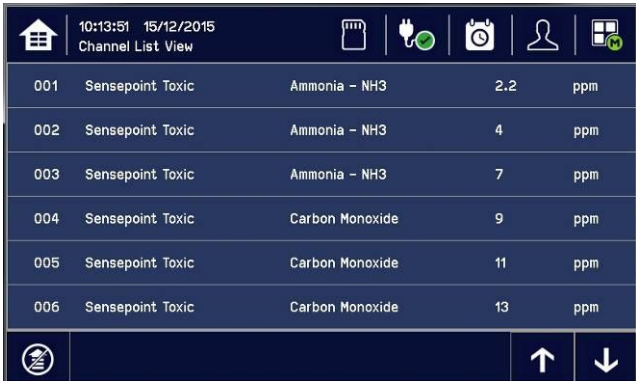 10:13:51 15/12/2015
Channel List View
M
001 Sensepoint Toxic Ammonia - NH3 2.2 ppm
002 Sensepoint Toxic Ammonia - NH3 4 ppm
003 Sensepoint Toxic Ammonia - NH3 7 ppm
004 Sensepoint Toxic Carbon Monoxide 9 ppm
005 Sensepoint Toxic Carbon Monoxide 11 ppm
006 Sensepoint Toxic Carbon Monoxide 13 ppm